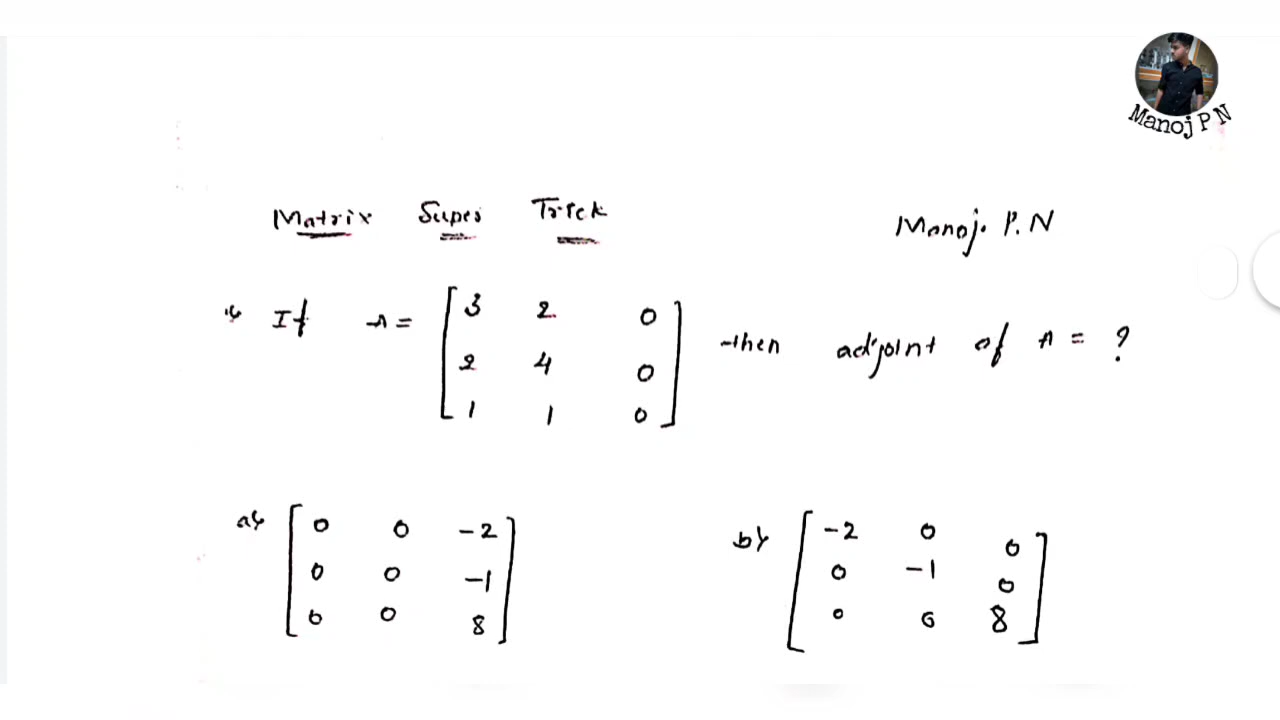 Manoj P N
Matrix Super Trick
Manoj. P. N
1) If A = [ 3 2 0
2 4 0
1 1 0 ] then adjoint of A = ?
a) [ 0 0 -2
0 0 -1
0 0 8 ]
b) [ -2 0 0
0 -1 0
0 0 8 ]